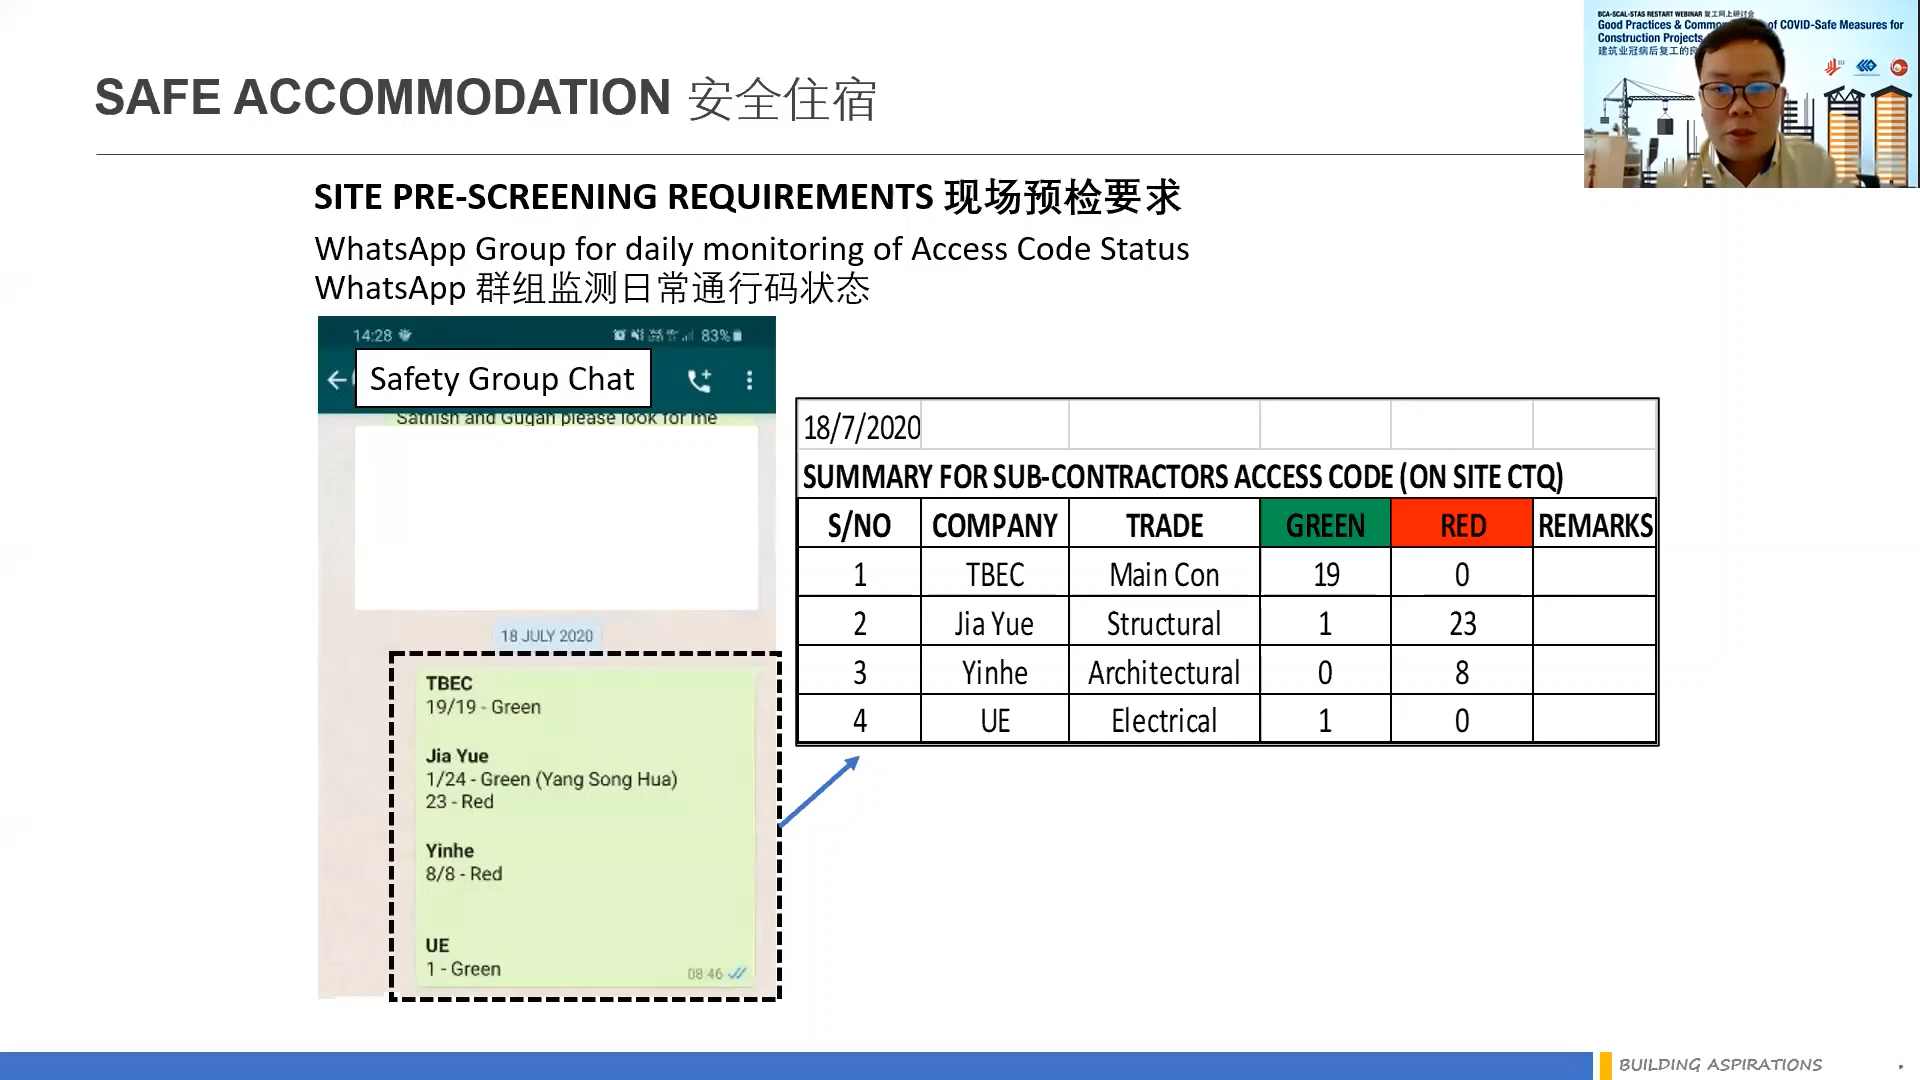 SAFE ACCOMMODATION 安全住宿
BCA-SCAL-STAS RESTART WEBINAR 复工网上研讨会
Good Practices & Common of COVID-Safe Measures for
Construction Projects
建筑业冠病后复工的
SITE PRE-SCREENING REQUIREMENTS 现场预检要求
WhatsApp Group for daily monitoring of Access Code Status
WhatsApp 群组监测日常通行码状态
14:28 83%
Safety Group Chat
Sathish and Gugan please look for me
18 JULY 2020
TBEC
19/19 - Green
Jia Yue
1/24 - Green (Yang Song Hua)
23 - Red
Yinhe
8/8 - Red
UE
1 - Green
08:46
18/7/2020
SUMMARY FOR SUB-CONTRACTORS ACCESS CODE (ON SITE CTQ)
S/NO COMPANY TRADE GREEN RED REMARKS
1 TBEC Main Con 19 0
2 Jia Yue Structural 1 23
3 Yinhe Architectural 0 8
4 UE Electrical 1 0
BUILDING ASPIRATIONS